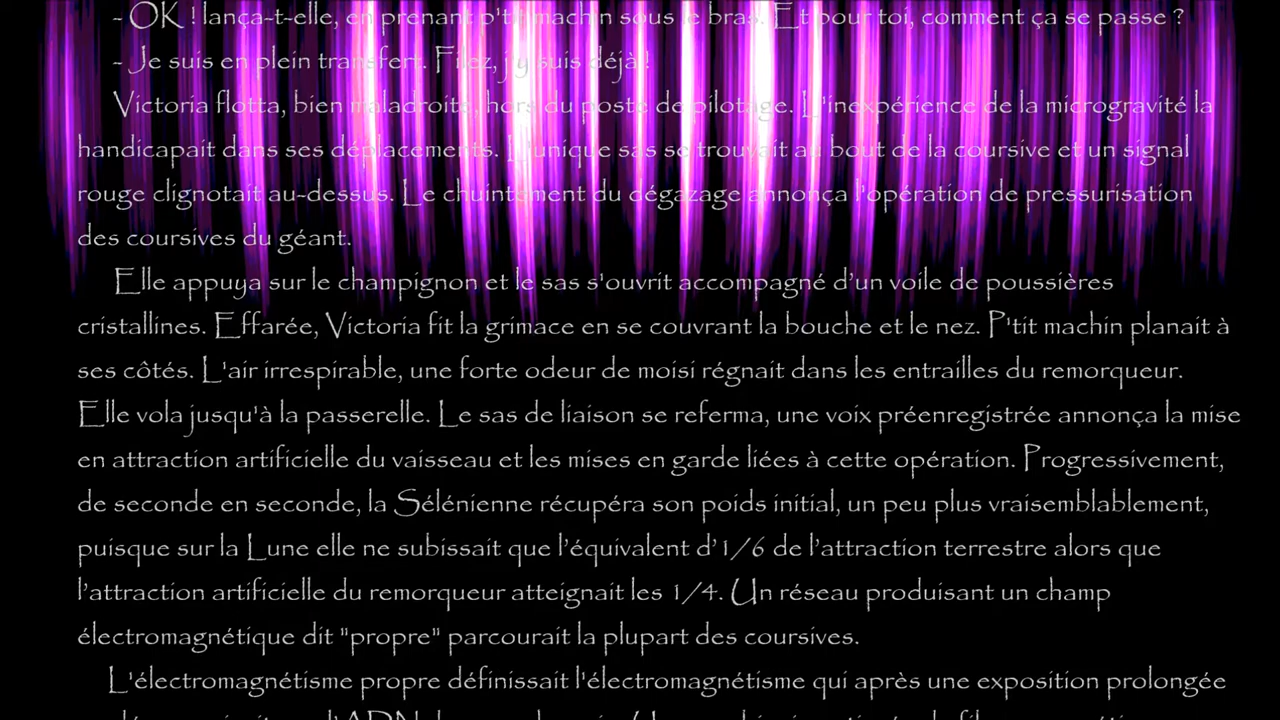 - OK ! lança-t-elle, en prenant p'tit machin sous le bras. Et pour toi, comment ça se passe ?
- Je suis en plein transfert. Filez, j'y suis déjà !
Victoria flotta, bien maladroite, hors du poste de pilotage. L'inexpérience de la microgravité la
handicapait dans ses déplacements. L'unique sas se trouvait au bout de la coursive et un signal
rouge clignotait au-dessus. Le chuintement du dégazage annonça l'opération de pressurisation
des coursives du géant.
Elle appuya sur le champignon et le sas s'ouvrit accompagné d'un voile de poussières
cristallines. Effarée, Victoria fit la grimace en se couvrant la bouche et le nez. P'tit machin planait à
ses côtés. L'air irrespirable, une forte odeur de moisi régnait dans les entrailles du remorqueur.
Elle vola jusqu'à la passerelle. Le sas de liaison se referma, une voix préenregistrée annonça la mise
en attraction artificielle du vaisseau et les mises en garde liées à cette opération. Progressivement,
de seconde en seconde, la Sélénienne récupéra son poids initial, un peu plus vraisemblablement,
puisque sur la Lune elle ne subissait que l'équivalent d'1/6 de l'attraction terrestre alors que
l'attraction artificielle du remorqueur atteignait les 1/4. Un réseau produisant un champ
électromagnétique dit "propre" parcourait la plupart des coursives.
L'électromagnétisme propre définissait l'électromagnétisme qui après une exposition prolongée